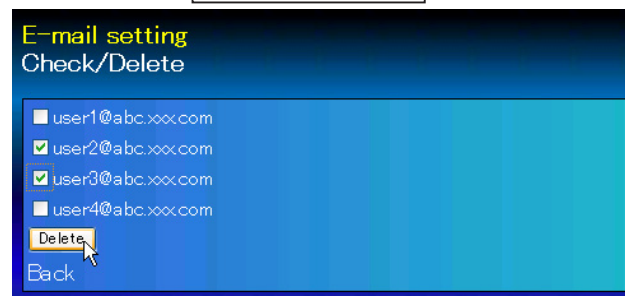 E-mail setting
Check/Delete
user1@abc.xxx.com
user2@abc.xxx.com
user3@abc.xxx.com
user4@abc.xxx.com
Delete
Back